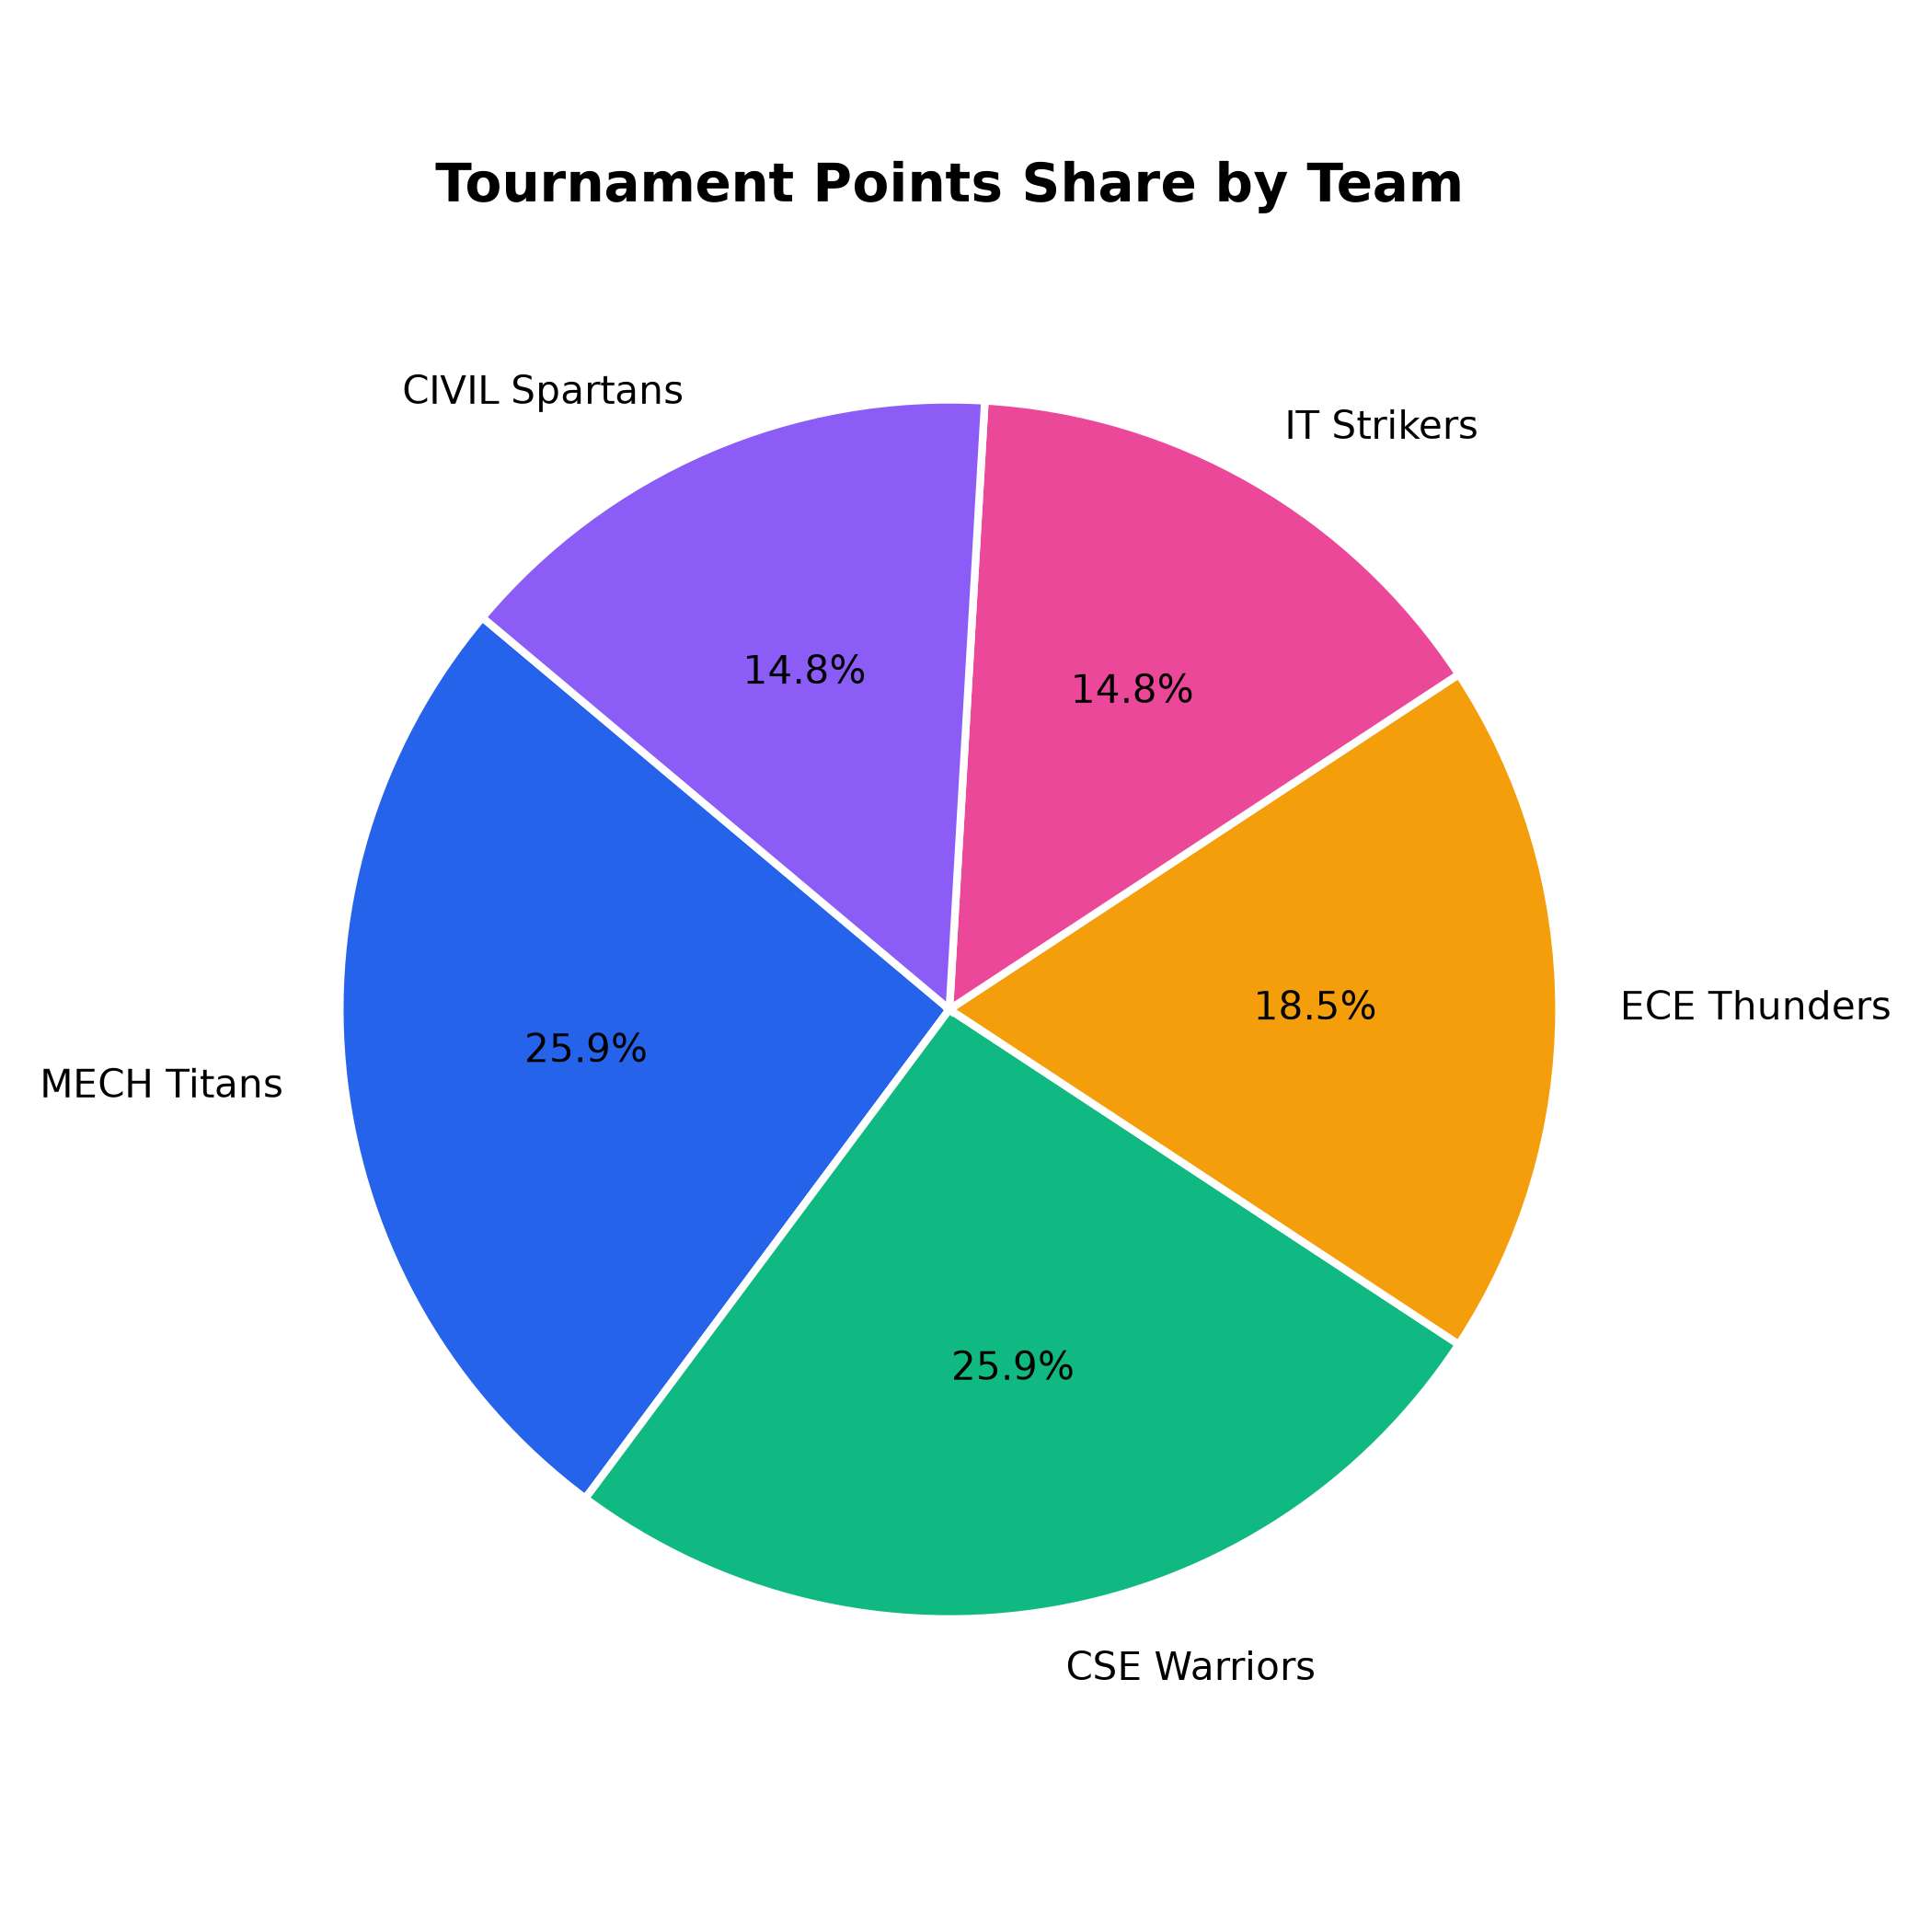 Tournament Points Share by Team
CIVIL Spartans
IT Strikers
14.8%
14.8%
ECE Thunders
18.5%
25.9%
MECH Titans
25.9%
CSE Warriors